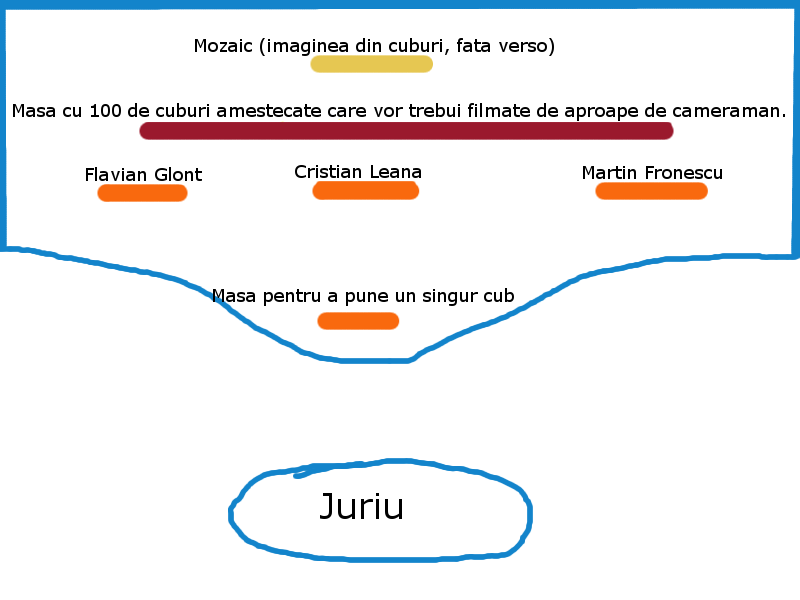 Mozaic (imaginea din cuburi, fata verso)
Masa cu 100 de cuburi amestecate care vor trebui filmate de aproape de cameraman.
Flavian Glont
Cristian Leana
Martin Fronescu
Masa pentru a pune un singur cub
Juriu